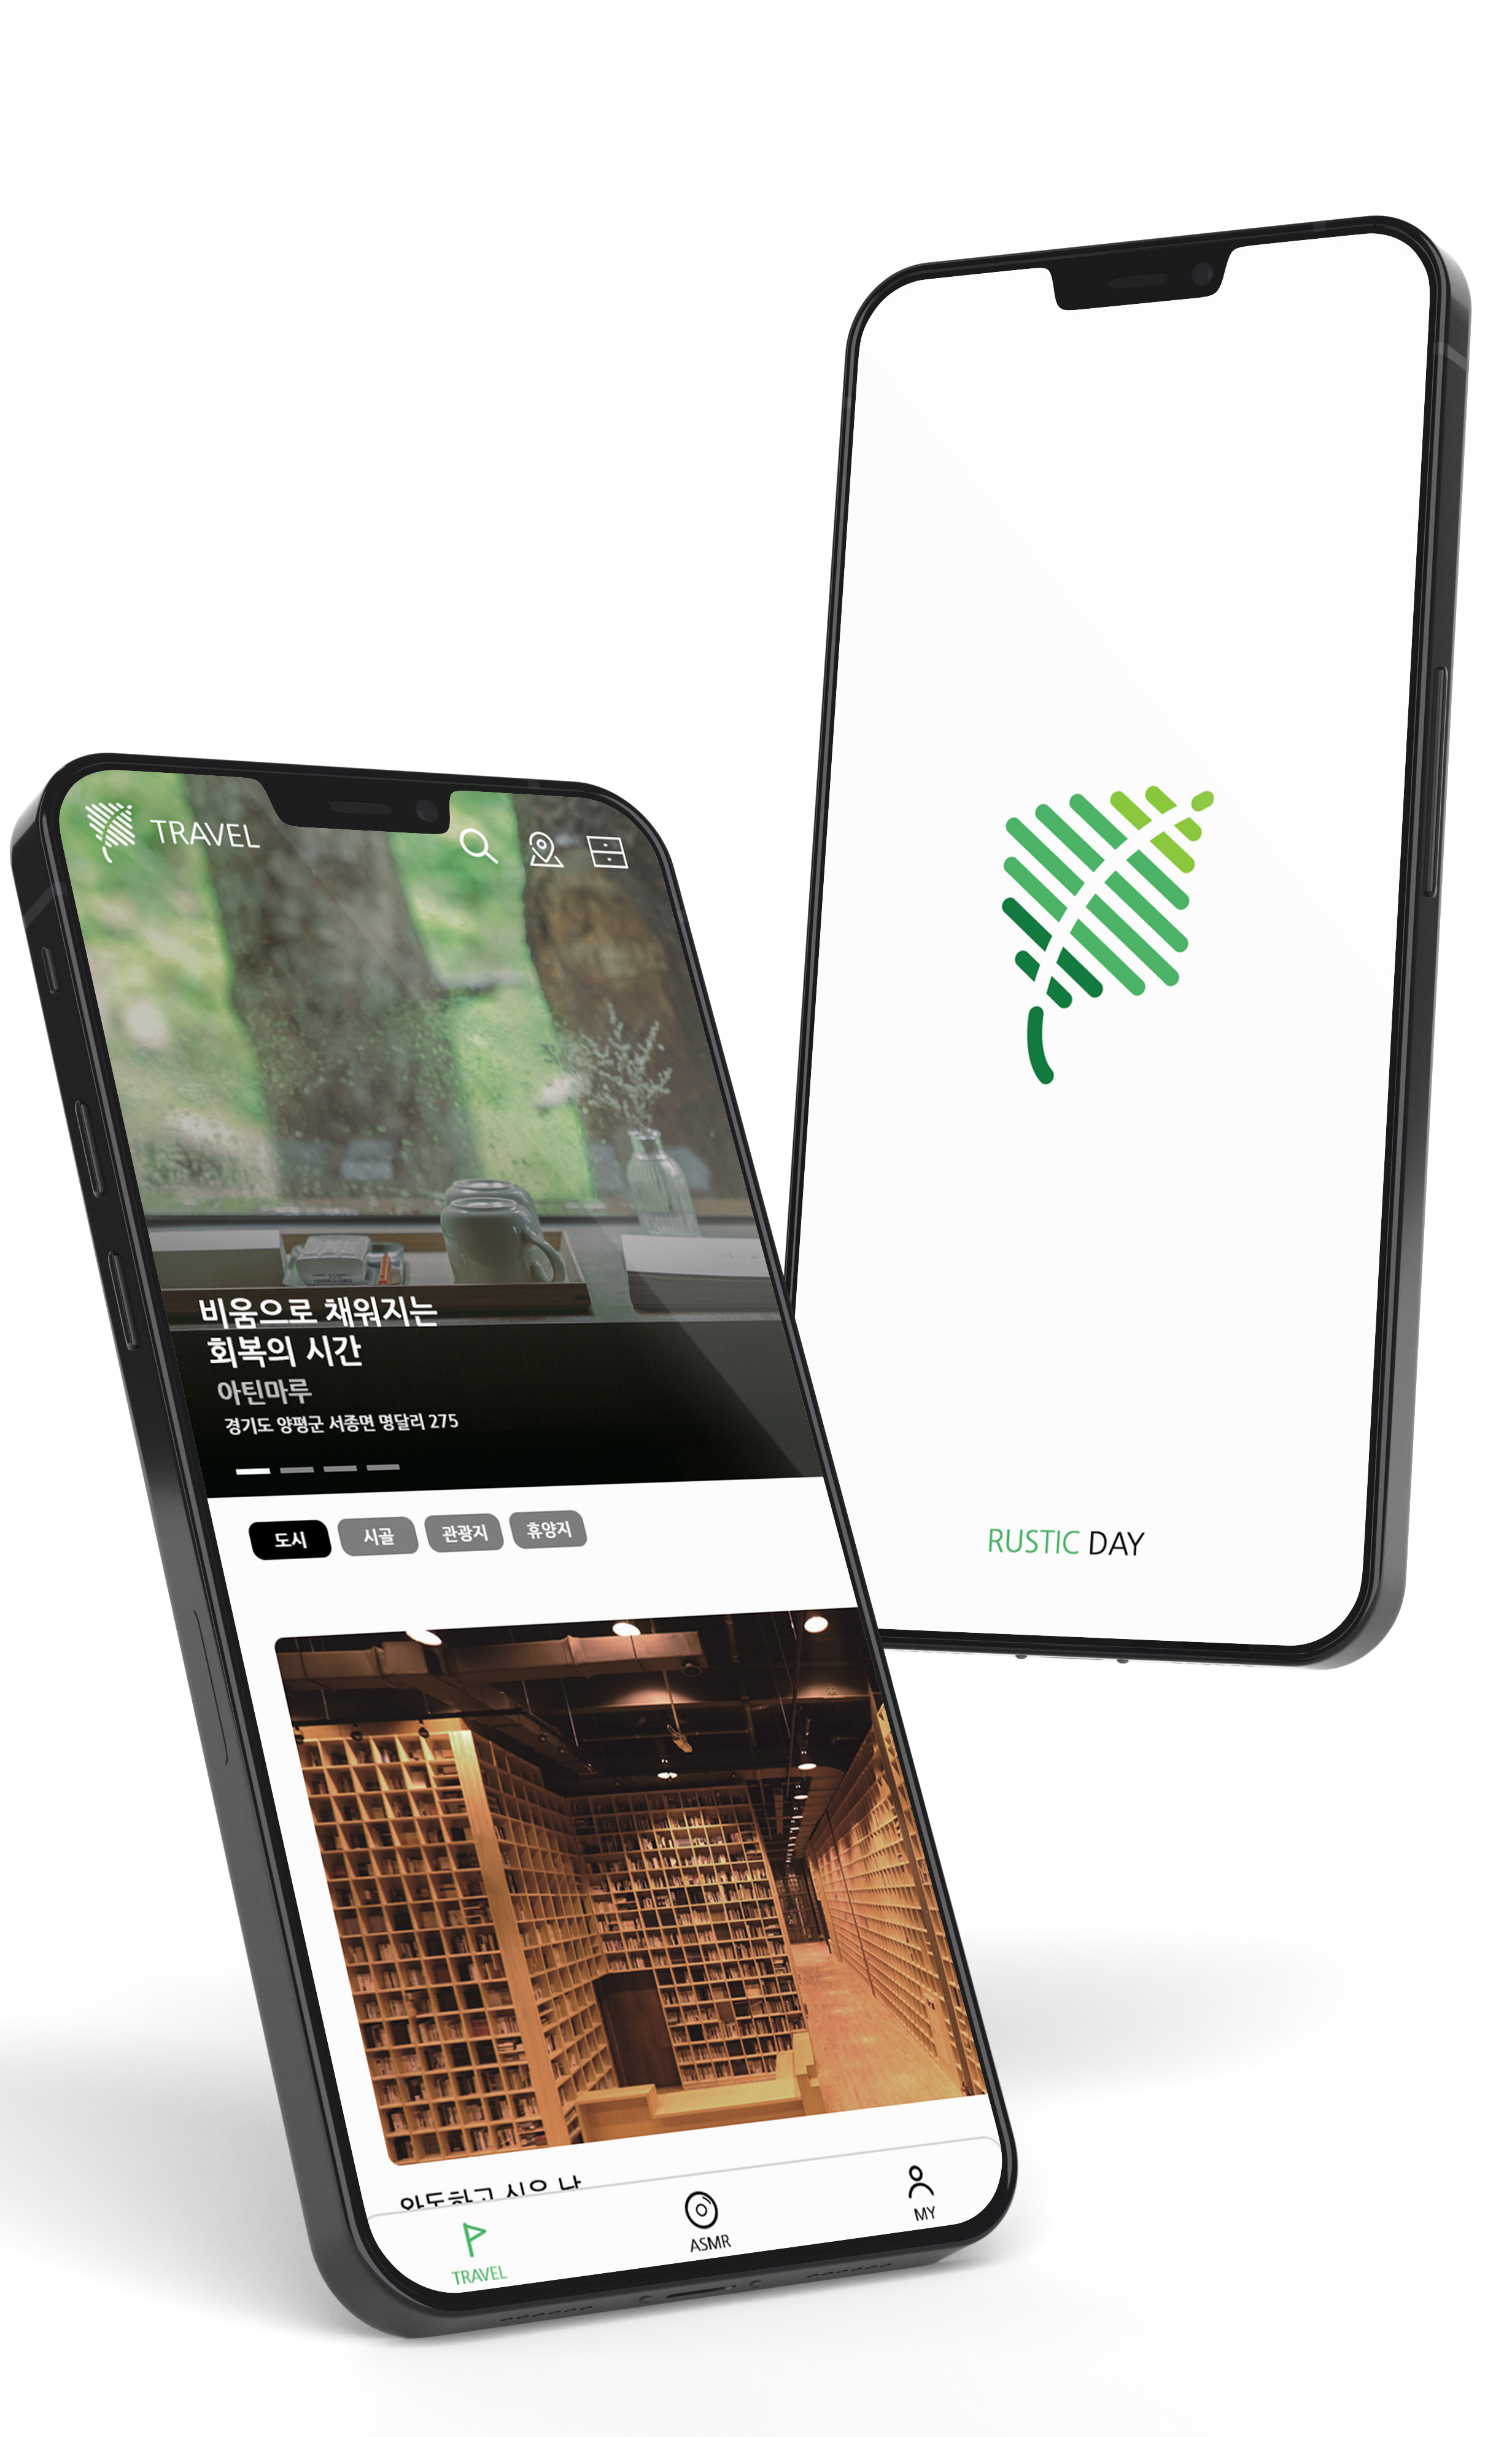 TRAVEL
비움으로 채워지는
회복의 시간
아틴마루
경기도 양평군 서종면 명달리 275
도시
시골
관광지
휴양지
TRAVEL
ASMR
MY
RUSTIC DAY